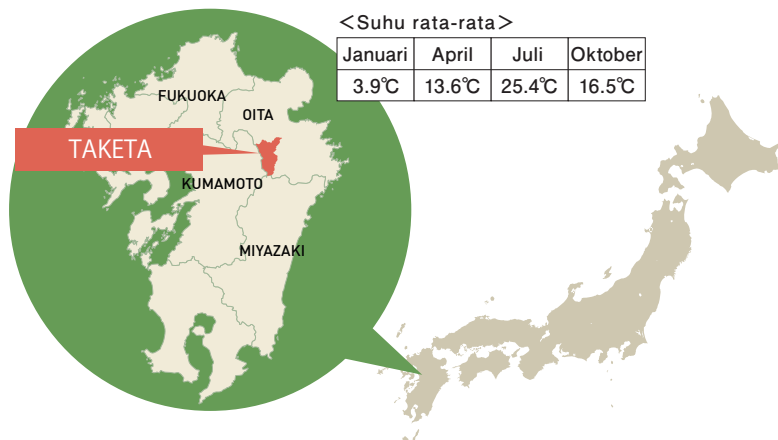 ＜Suhu rata-rata＞
Januari April Juli Oktober
3.9℃ 13.6℃ 25.4℃ 16.5℃
FUKUOKA
OITA
TAKETA
KUMAMOTO
MIYAZAKI